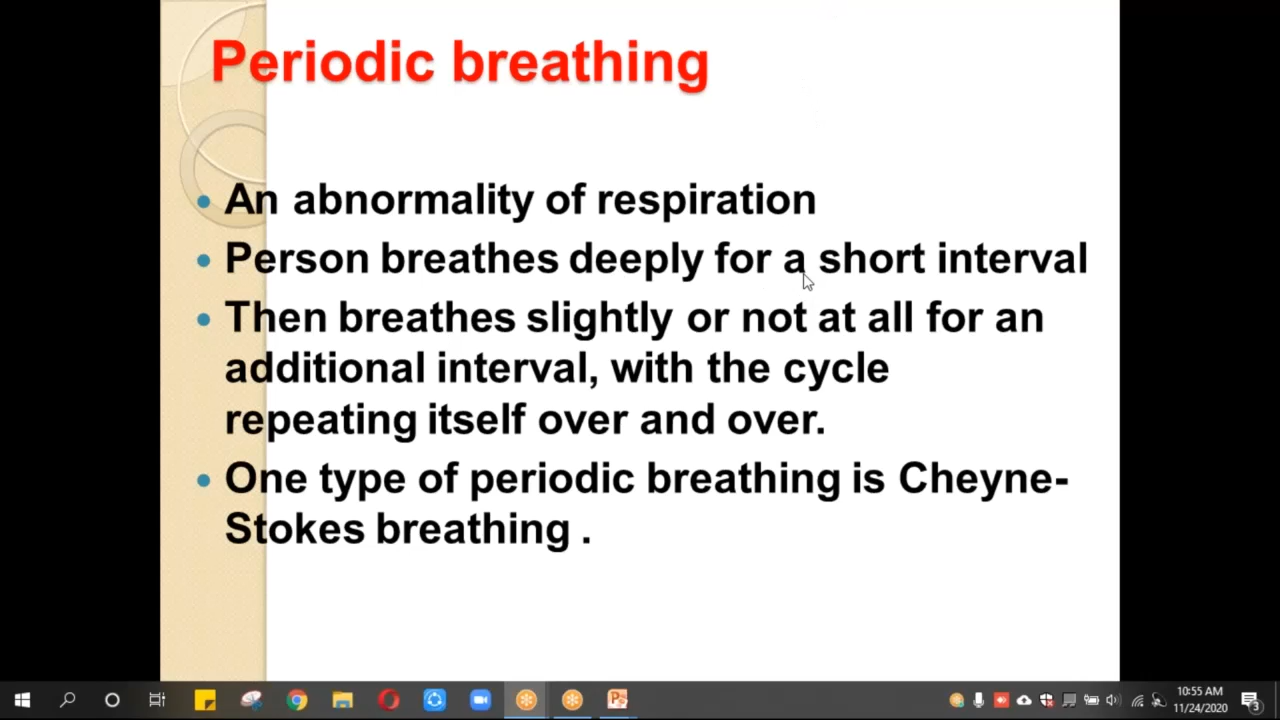 Periodic breathing
An abnormality of respiration
Person breathes deeply for a short interval
Then breathes slightly or not at all for an
additional interval, with the cycle
repeating itself over and over.
One type of periodic breathing is Cheyne-
Stokes breathing .
10:55 AM
11/24/2020
3